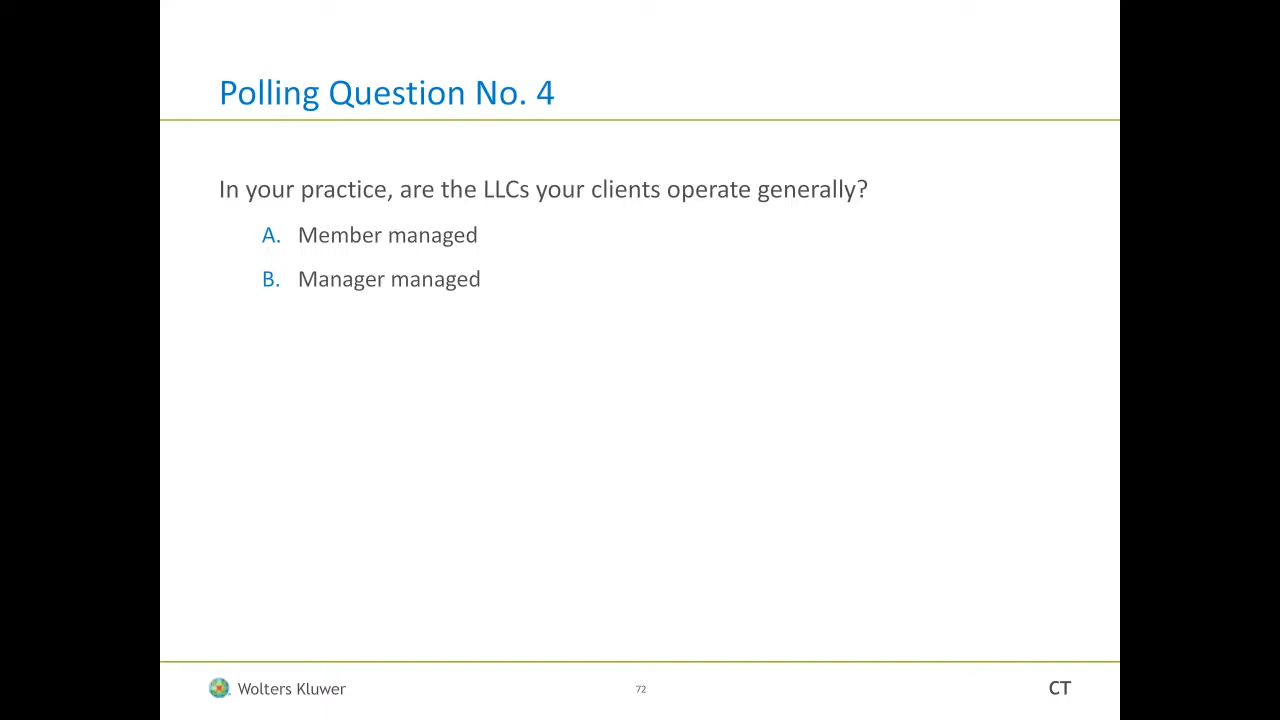 Polling Question No. 4
In your practice, are the LLCs your clients operate generally?
A. Member managed
B. Manager managed
Wolters Kluwer
72
CT